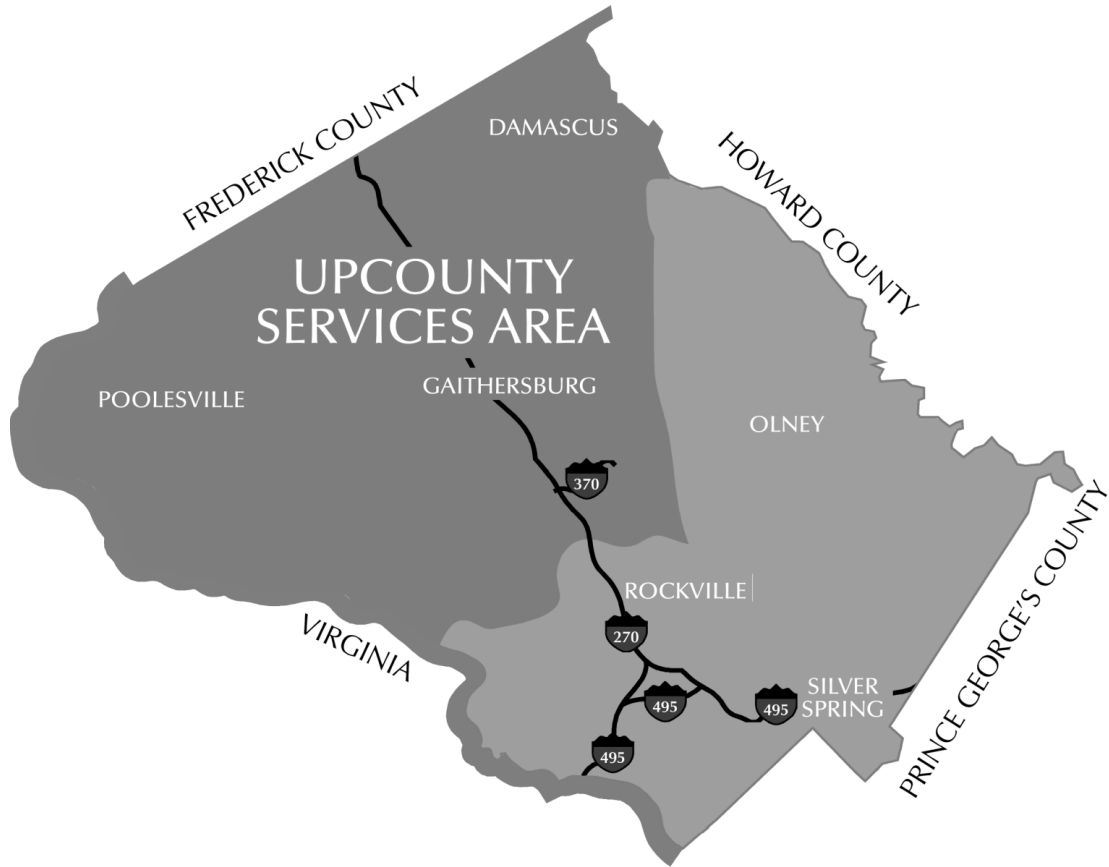 FREDERICK COUNTY
DAMASCUS
HOWARD COUNTY
UPCOUNTY
SERVICES AREA
GAITHERSBURG
POOLESVILLE
OLNEY
370
ROCKVILLE
270
VIRGINIA
PRINCE GEORGE'S COUNTY
SILVER
SPRING
495
495
495